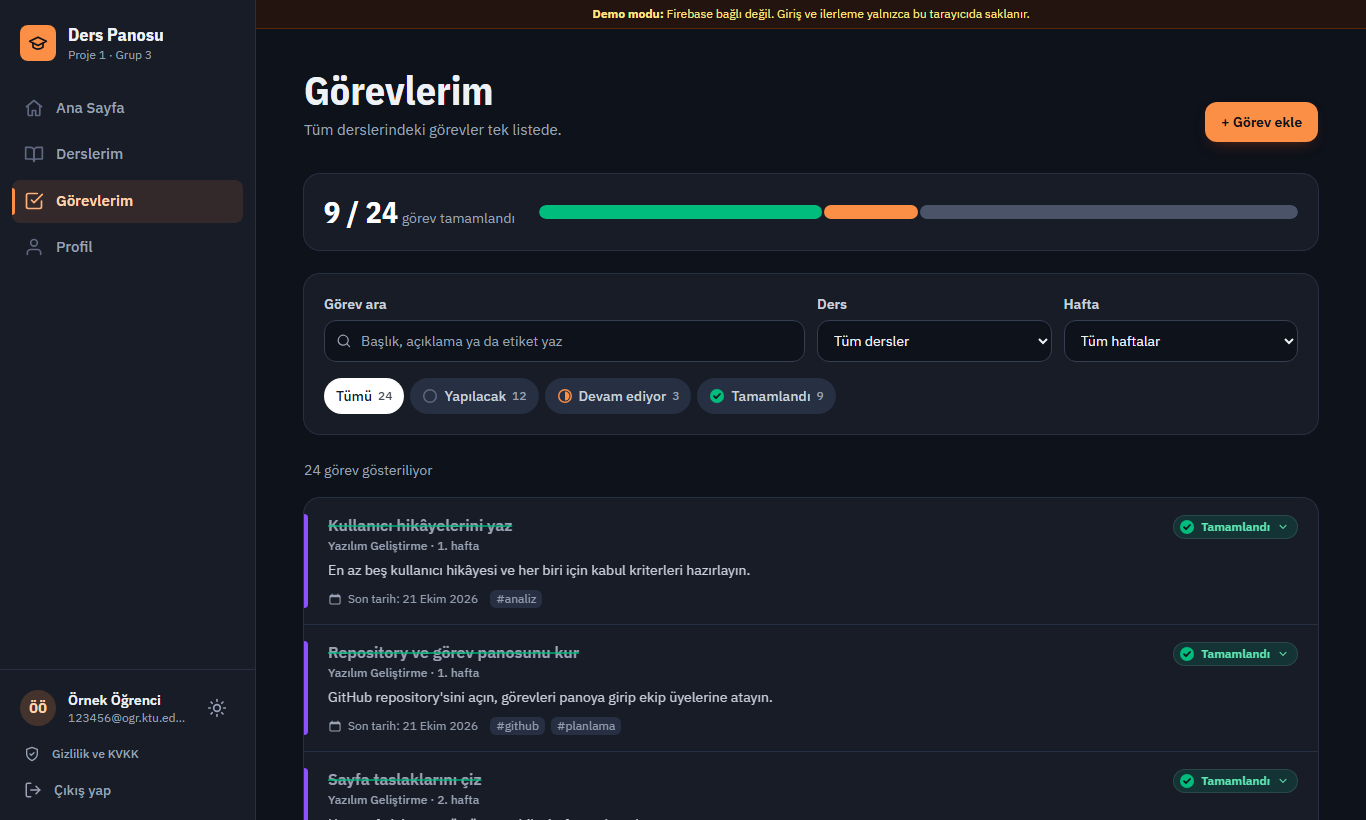 Demo modu: Firebase bağlı değil. Giriş ve ilerleme yalnızca bu tarayıcıda saklanır.
Ders Panosu
Proje 1 · Grup 3
Ana Sayfa
Derslerim
Görevlerim
Profil
Örnek Öğrenci
ÖÖ
123456@ogr.ktu.ed...
Gizlilik ve KVKK
Çıkış yap
Görevlerim
Tüm derslerindeki görevler tek listede.
+ Görev ekle
9 / 24 görev tamamlandı
Görev ara
Ders
Hafta
Başlık, açıklama ya da etiket yaz
Tüm dersler
Tüm haftalar
Tümü 24
Yapılacak 12
Devam ediyor 3
Tamamlandı 9
24 görev gösteriliyor
Kullanıcı hikâyelerini yaz
Tamamlandı
Yazılım Geliştirme · 1. hafta
En az beş kullanıcı hikâyesi ve her biri için kabul kriterleri hazırlayın.
Son tarih: 21 Ekim 2026
#analiz
Repository ve görev panosunu kur
Tamamlandı
Yazılım Geliştirme · 1. hafta
GitHub repository'sini açın, görevleri panoya girip ekip üyelerine atayın.
Son tarih: 21 Ekim 2026
#github
#planlama
Sayfa taslaklarını çiz
Tamamlandı
Yazılım Geliştirme · 2. hafta